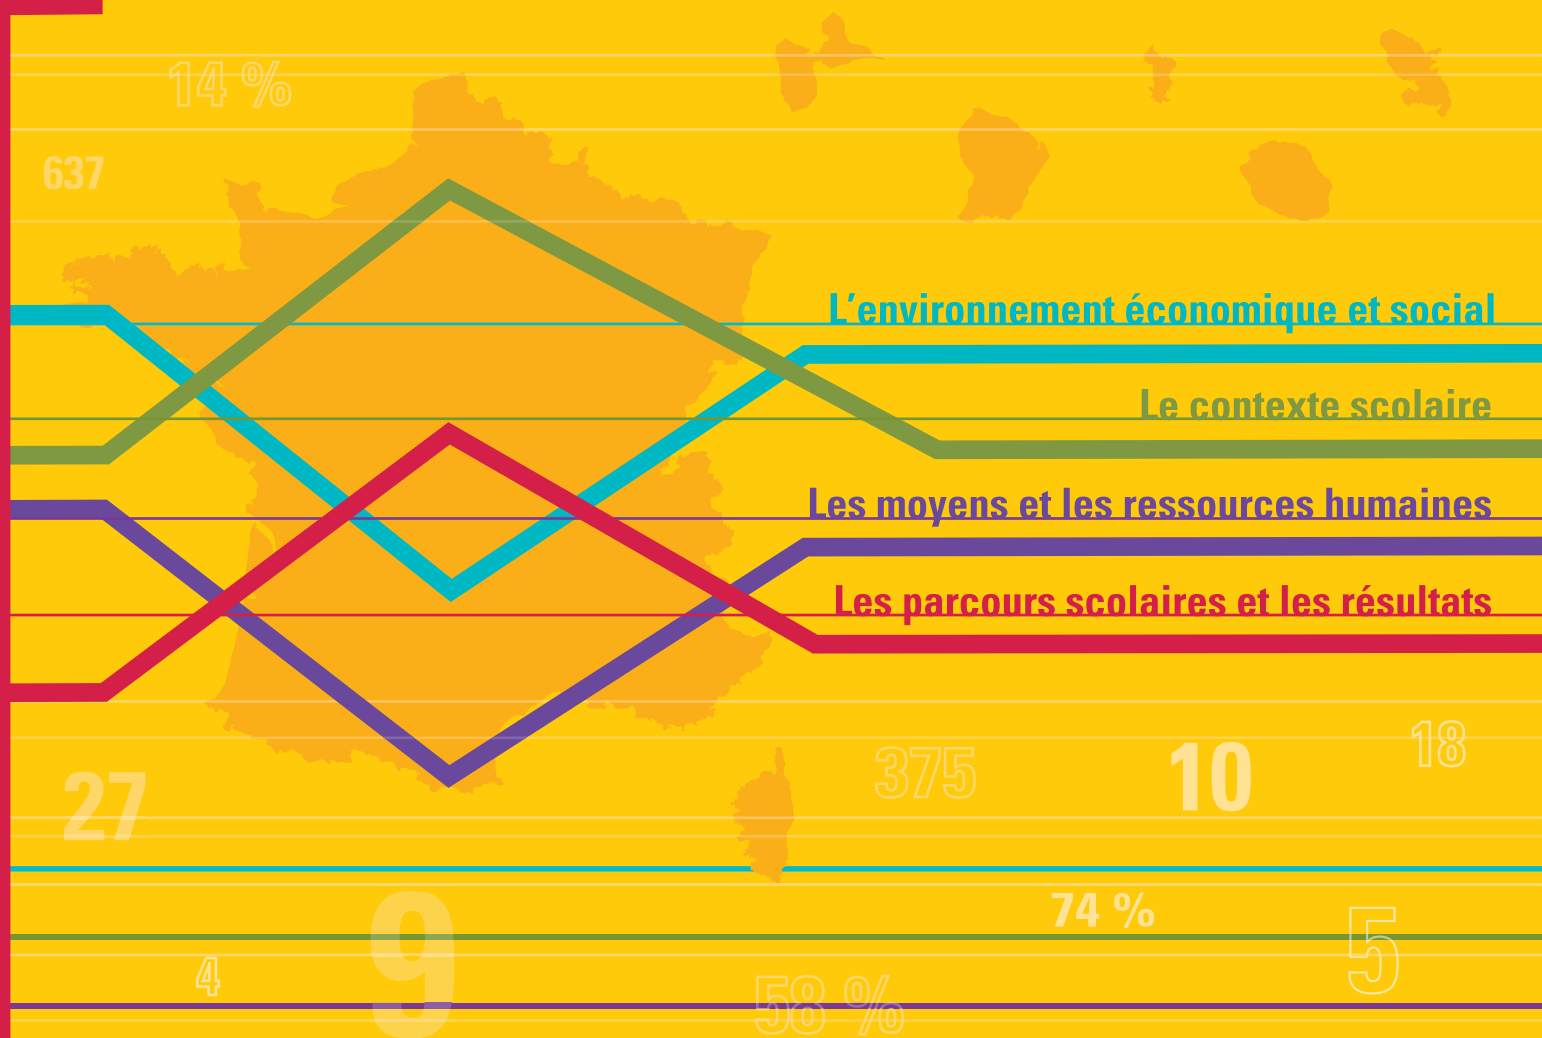 14 %
637
L’environnement économique et social
Le contexte scolaire
Les moyens et les ressources humaines
Les parcours scolaires et les résultats
18
375
10
27
74 %
5
9
4
58 %